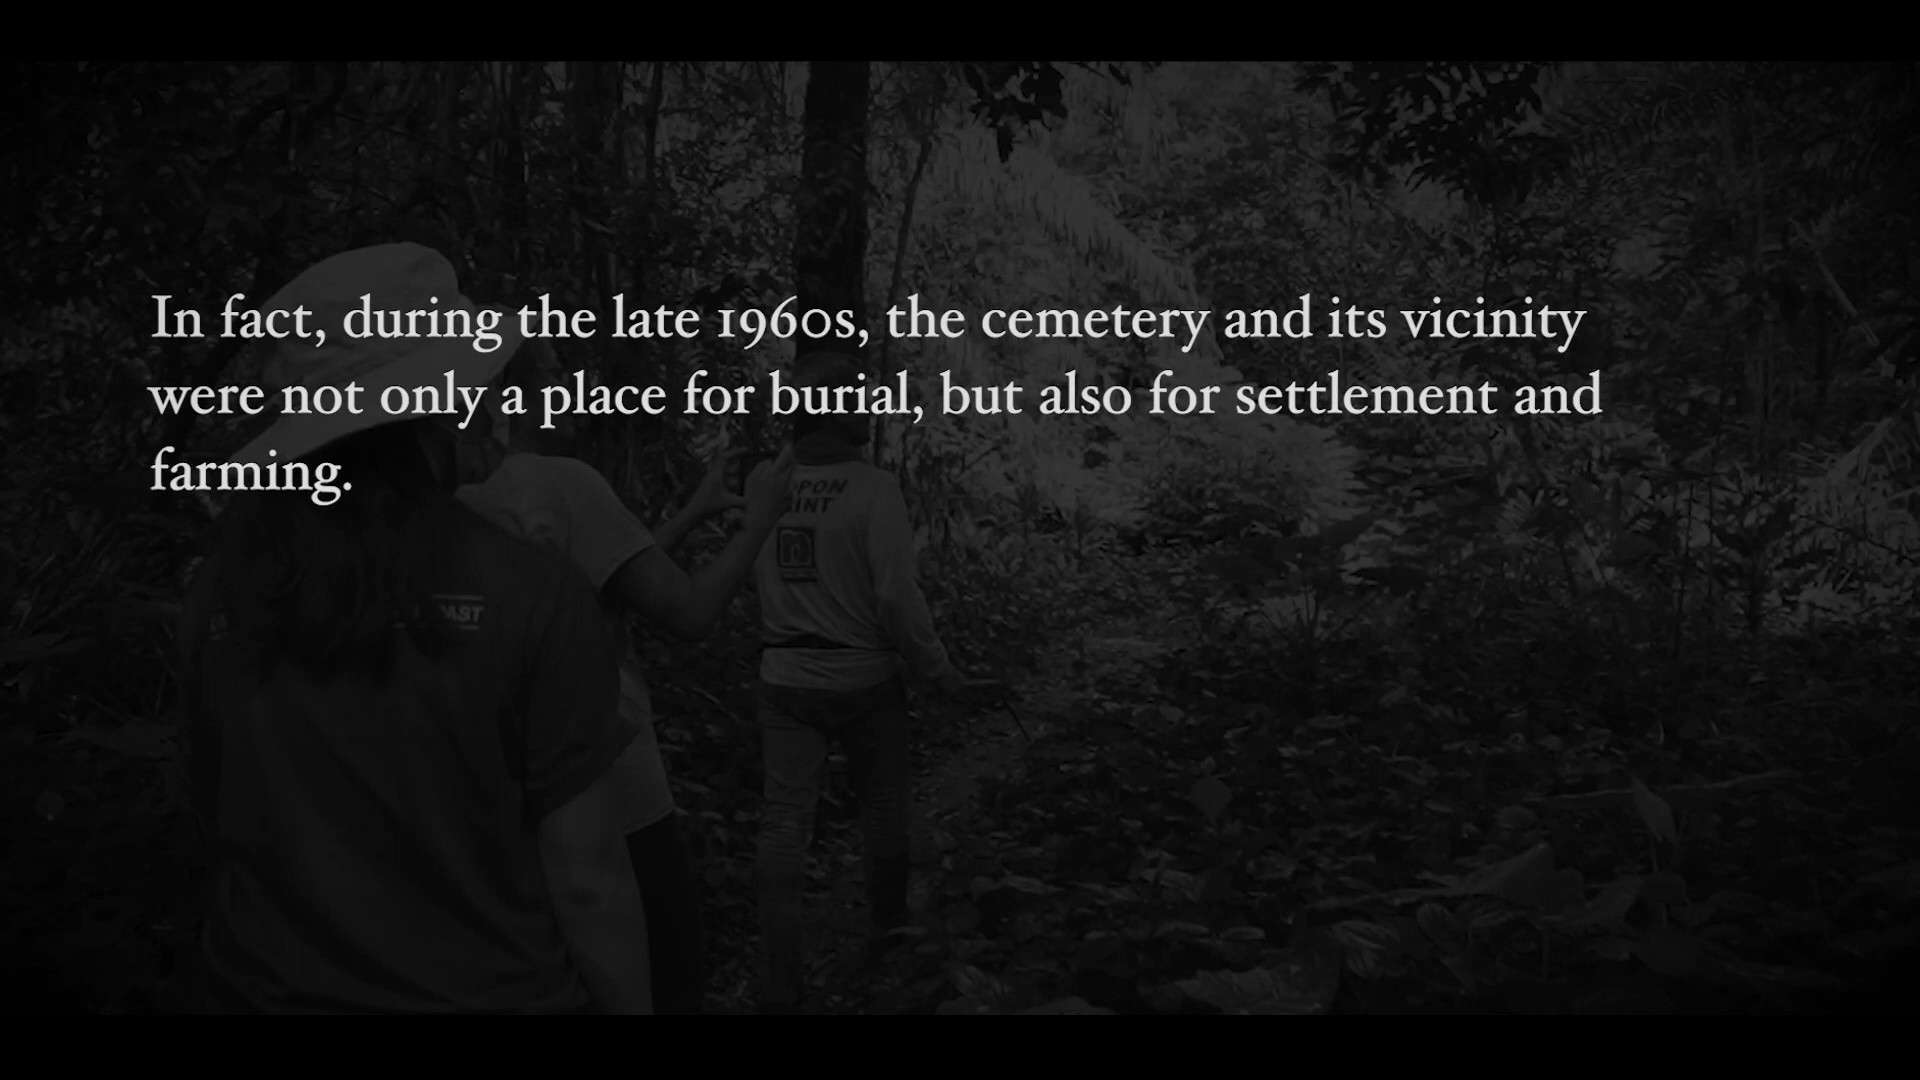 In fact, during the late 1960s, the cemetery and its vicinity
were not only a place for burial, but also for settlement and
farming.